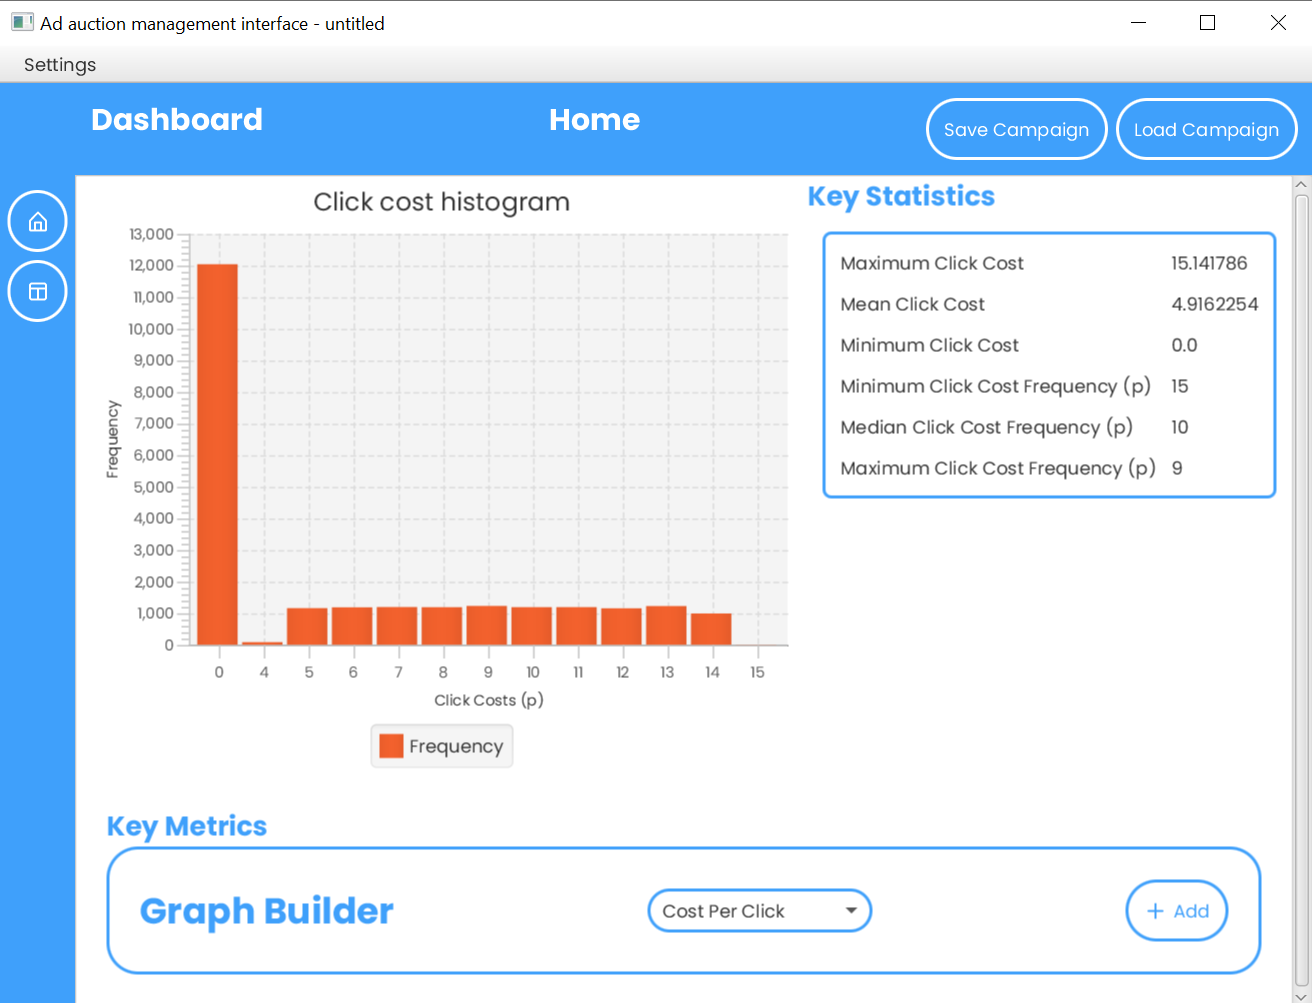 Ad auction management interface - untitled
Settings
Dashboard
Home
Save Campaign
Load Campaign
Click cost histogram
13,000
12,000
11,000
10,000
9,000
8,000
7,000
6,000
5,000
4,000
3,000
2,000
1,000
0
Frequency
0 4 5 6 7 8 9 10 11 12 13 14 15
Click Costs (p)
Frequency
Key Statistics
Maximum Click Cost 15.141786
Mean Click Cost 4.9162254
Minimum Click Cost 0.0
Minimum Click Cost Frequency (p) 15
Median Click Cost Frequency (p) 10
Maximum Click Cost Frequency (p) 9
Key Metrics
Graph Builder
Cost Per Click
+ Add